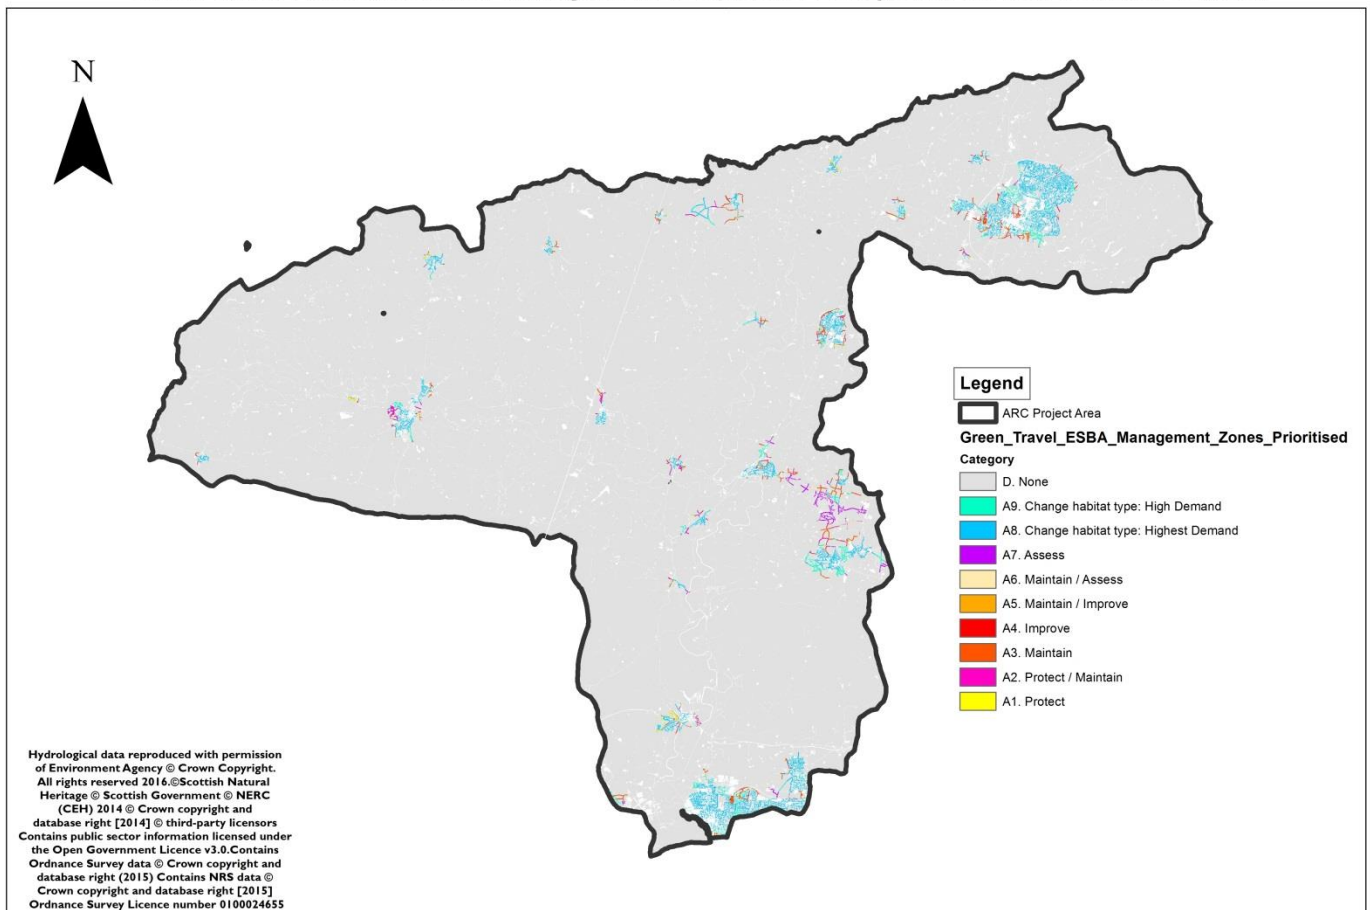 N
Legend
ARC Project Area
Green_Travel_ESBA_Management_Zones_Prioritised
Category
D. None
A9. Change habitat type: High Demand
A8. Change habitat type: Highest Demand
A7. Assess
A6. Maintain / Assess
A5. Maintain / Improve
A4. Improve
A3. Maintain
A2. Protect / Maintain
A1. Protect
Hydrological data reproduced with permission
of Environment Agency © Crown Copyright.
All rights reserved 2016.©Scottish Natural
Heritage © Scottish Government © NERC
(CEH) 2014 © Crown copyright and
database right [2014] © third-party licensors
Contains public sector information licensed under
the Open Government Licence v3.0.Contains
Ordnance Survey data © Crown copyright and
database right (2015) Contains NRS data ©
Crown copyright and database right [2015]
Ordnance Survey Licence number 0100024655